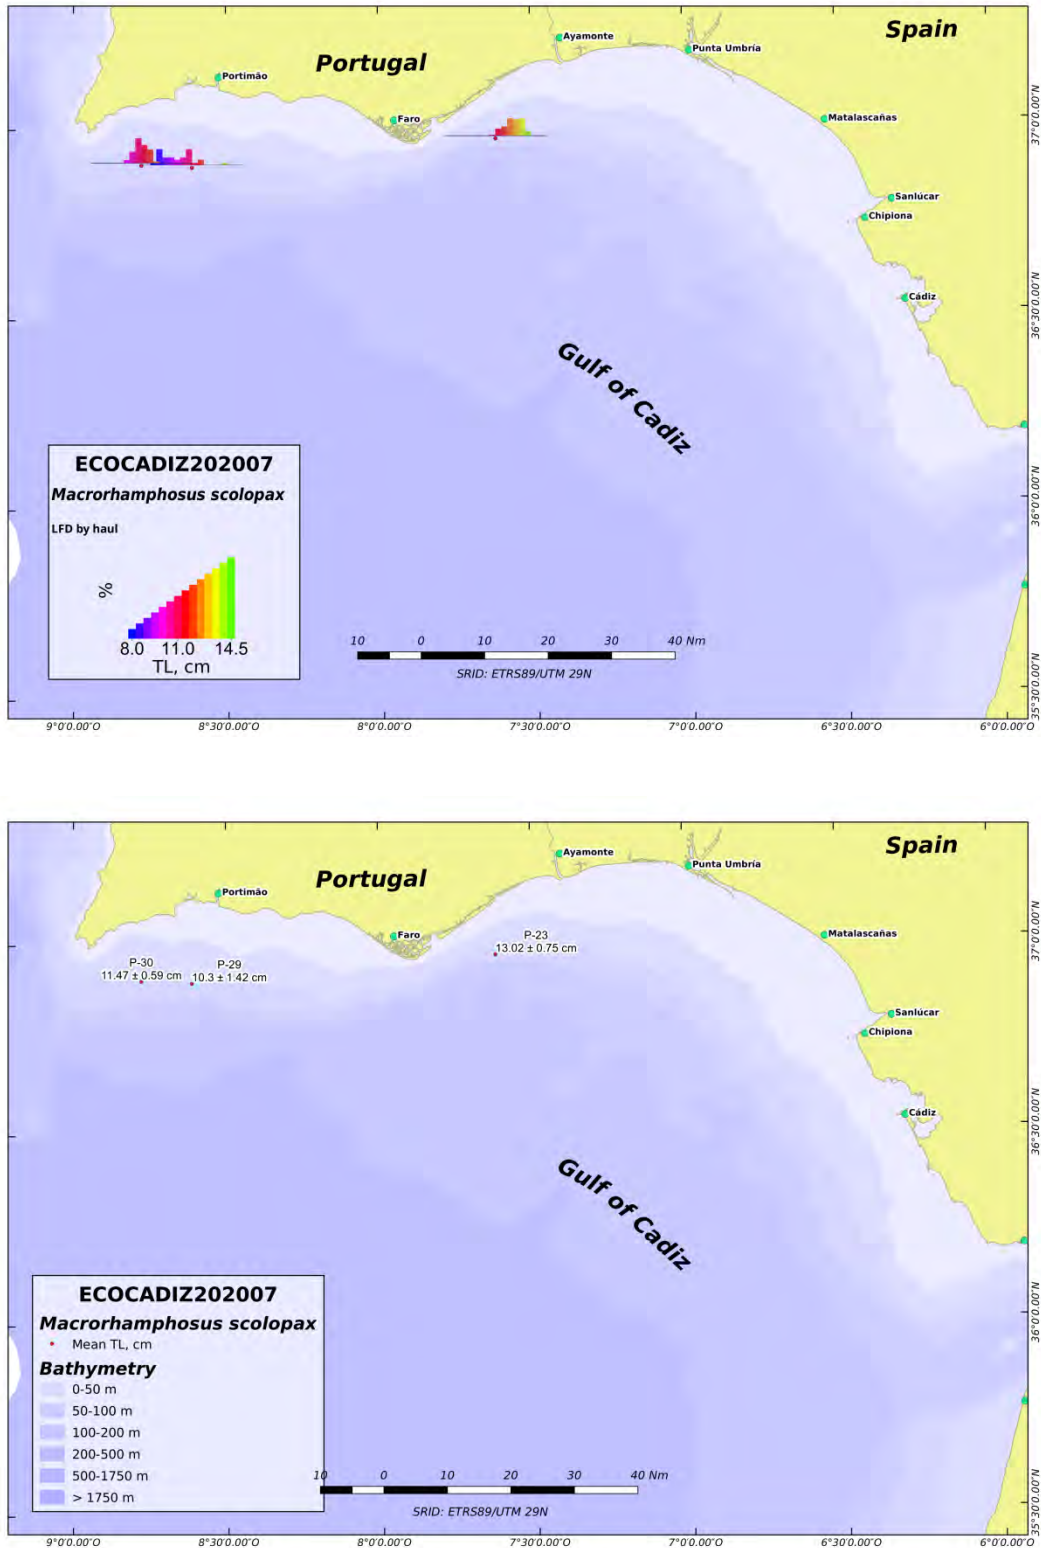 Spain
Portugal
Ayamonte
Punta Umbría
Portimão
Faro
Matalascañas
Sanlúcar
Chipiona
Cádiz
Gulf of Cadiz
37°0'0.00"N
36°30'0.00"N
36°0'0.00"N
35°30'0.00"N
ECOCADIZ202007
Macrorhamphosus scolopax
LFD by haul
%
8.0 11.0 14.5
TL, cm
10 0 10 20 30 40 Nm
SRID: ETRS89/UTM 29N
9°0'0.00"O 8°30'0.00"O 8°0'0.00"O 7°30'0.00"O 7°0'0.00"O 6°30'0.00"O 6°0'0.00"O
Spain
Portugal
Ayamonte
Punta Umbría
Portimão
Faro
Matalascañas
P-23
13.02 ± 0.75 cm
P-30
11.47 ± 0.59 cm
P-29
10.3 ± 1.42 cm
Sanlúcar
Chipiona
Cádiz
Gulf of Cadiz
37°0'0.00"N
36°30'0.00"N
36°0'0.00"N
35°30'0.00"N
ECOCADIZ202007
Macrorhamphosus scolopax
Mean TL, cm
Bathymetry
0-50 m
50-100 m
100-200 m
200-500 m
500-1750 m
> 1750 m
10 0 10 20 30 40 Nm
SRID: ETRS89/UTM 29N
9°0'0.00"O 8°30'0.00"O 8°0'0.00"O 7°30'0.00"O 7°0'0.00"O 6°30'0.00"O 6°0'0.00"O